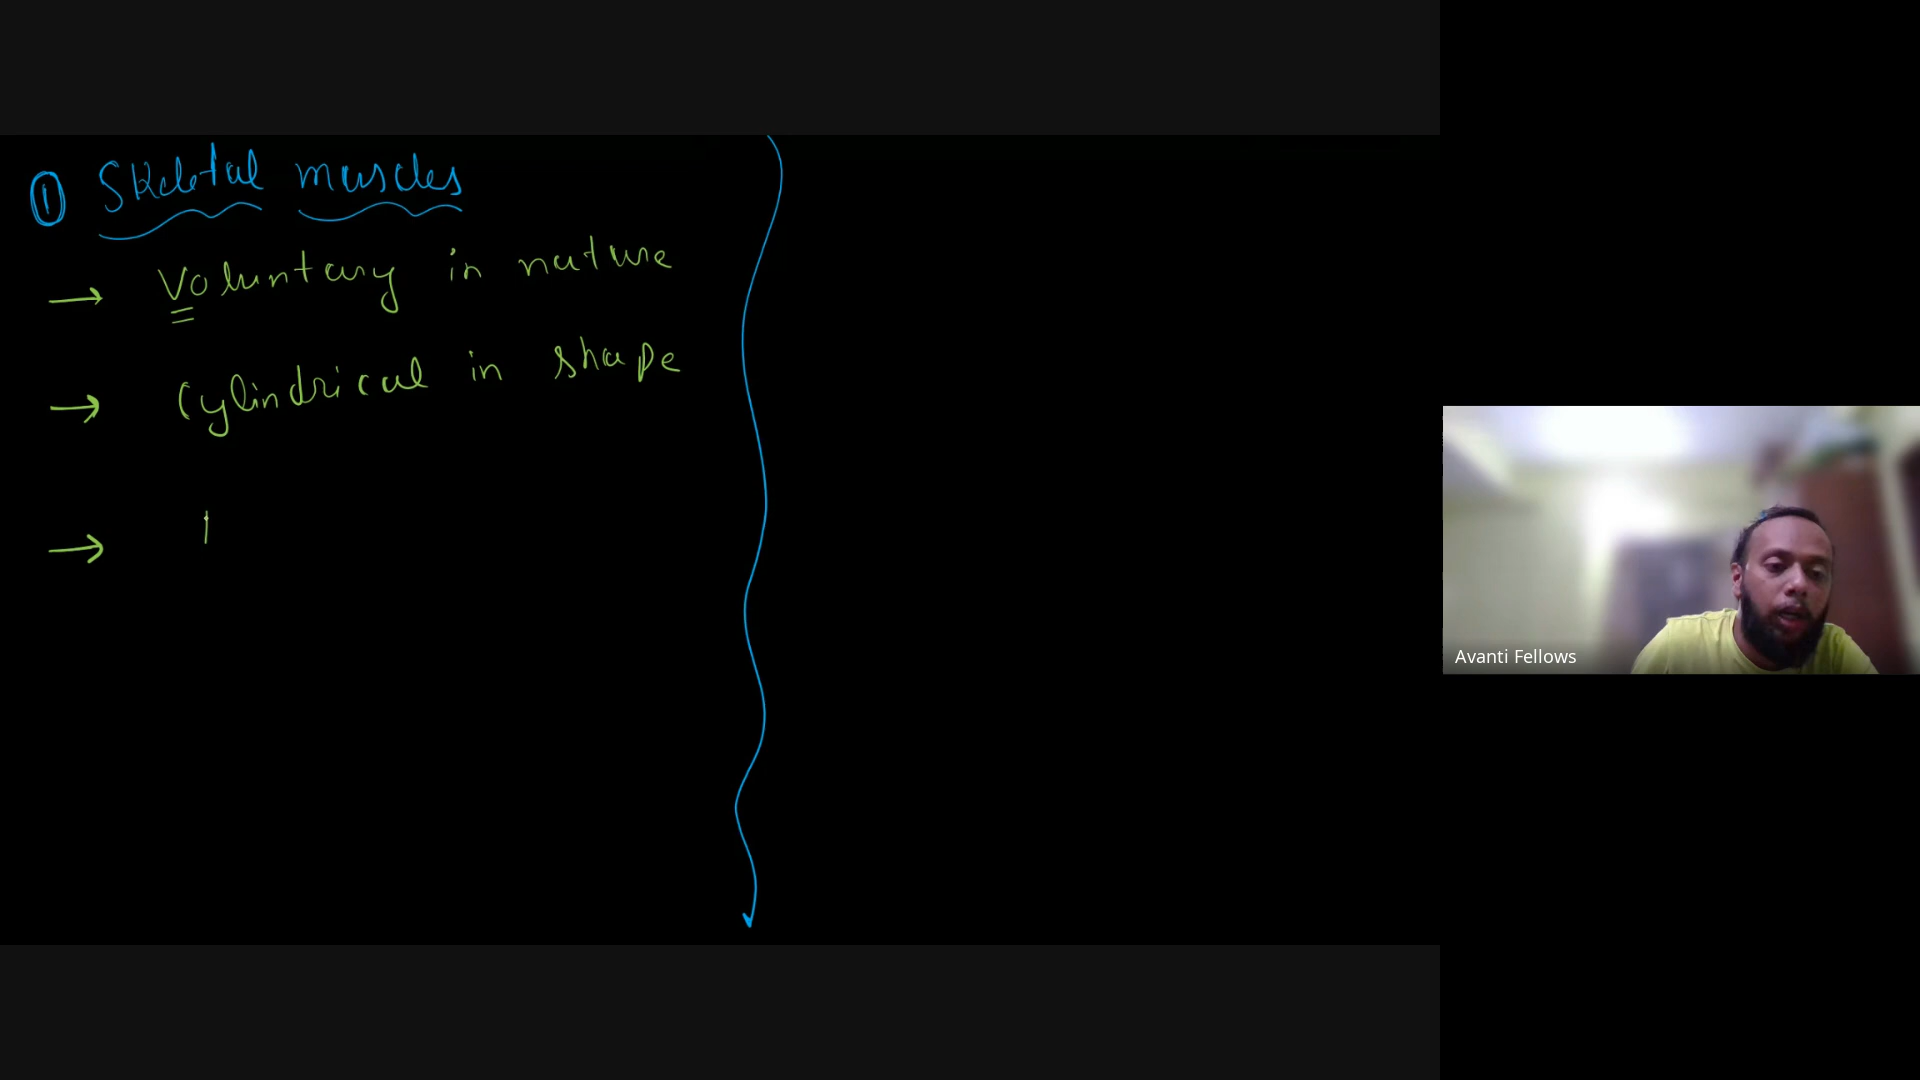 ① Skeletal muscles
→ Voluntary in nature
→ Cylindrical in shape
→
Avanti Fellows